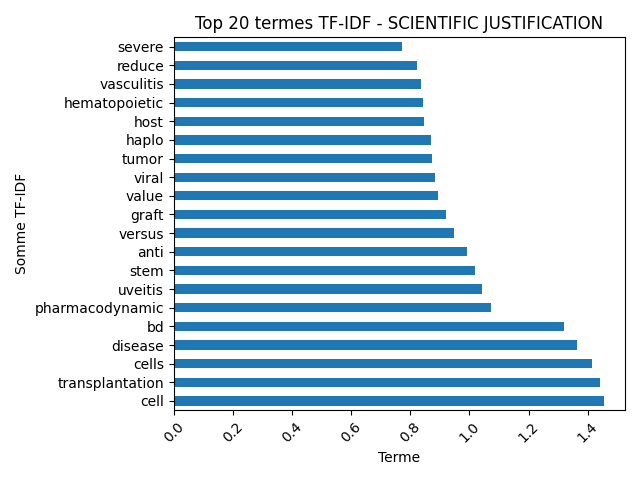 Top 20 termes TF-IDF - SCIENTIFIC JUSTIFICATION
severe
reduce
vasculitis
hematopoietic
host
haplo
tumor
viral
value
graft
versus
anti
stem
uveitis
pharmacodynamic
bd
disease
cells
transplantation
cell
Somme TF-IDF
0.0 0.2 0.4 0.6 0.8 1.0 1.2 1.4
Terme